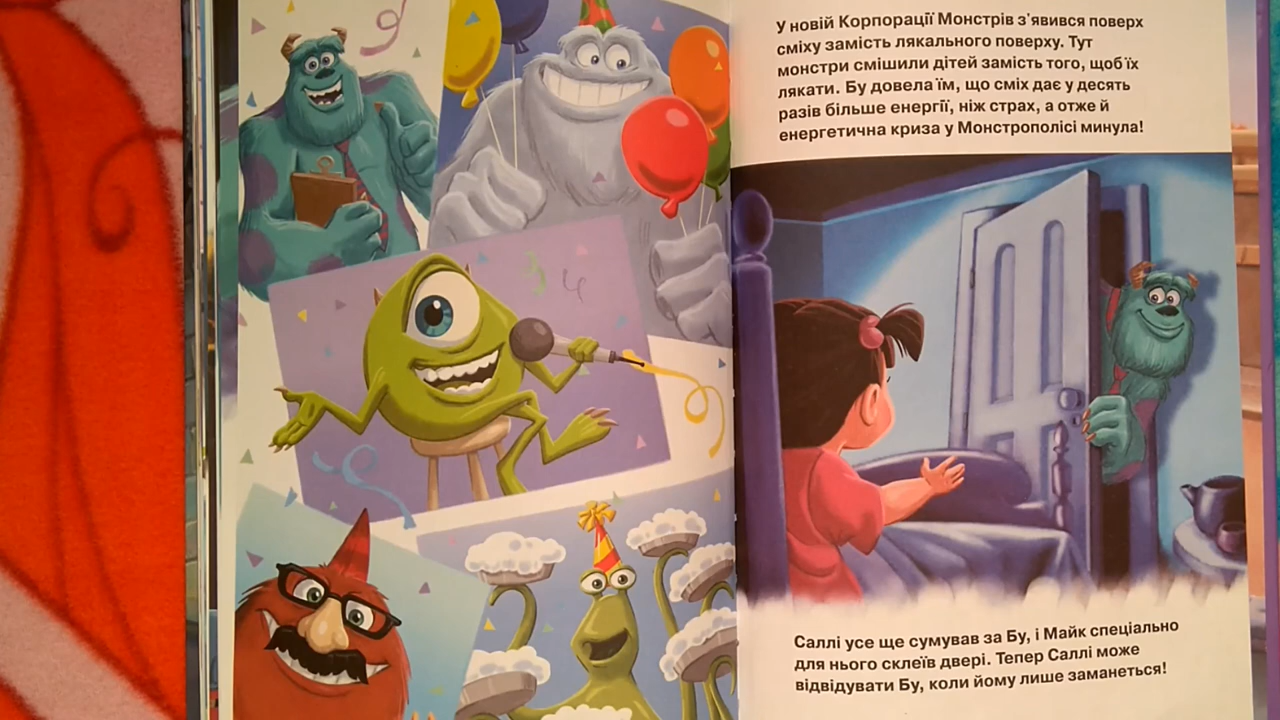 У новій Корпорації Монстрів з'явився поверх
сміху замість лякального поверху. Тут
монстри смішили дітей замість того, щоб їх
лякати. Бу довела їм, що сміх дає у десять
разів більше енергії, ніж страх, а отже й
енергетична криза у Монстрополісі минула!
Саллі усе ще сумував за Бу, і Майк спеціально
для нього склеїв двері. Тепер Саллі може
відвідувати Бу, коли йому лише заманеться!